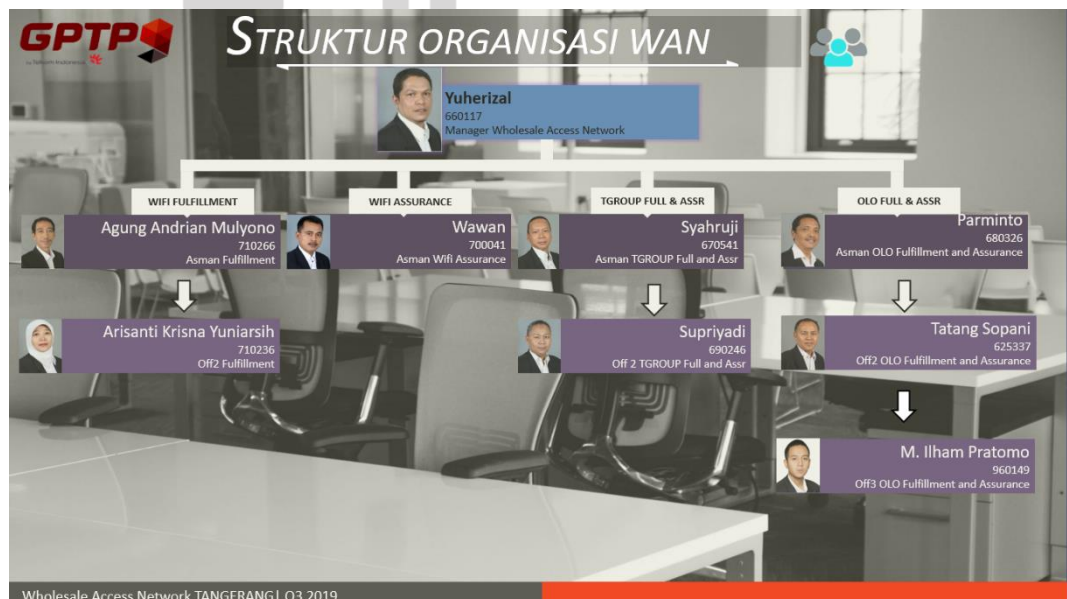 GPTP
by Telkom Indonesia
STRUKTUR ORGANISASI WAN
Yuherizal
660117
Manager Wholesale Access Network
WIFI FULFILLMENT
Agung Andrian Mulyono
710266
Asman Fulfillment
Arisanti Krisna Yuniarsih
710236
Off2 Fulfillment
WIFI ASSURANCE
Wawan
700041
Asman Wifi Assurance
TGROUP FULL & ASSR
Syahruji
670541
Asman TGROUP Full and Assr
Supriyadi
690246
Off 2 TGROUP Full and Assr
OLO FULL & ASSR
Parminto
680326
Asman OLO Fulfillment and Assurance
Tatang Sopani
625337
Off2 OLO Fulfillment and Assurance
M. Ilham Pratomo
960149
Off3 OLO Fulfillment and Assurance
Wholesale Access Network TANGERANG| Q3 2019